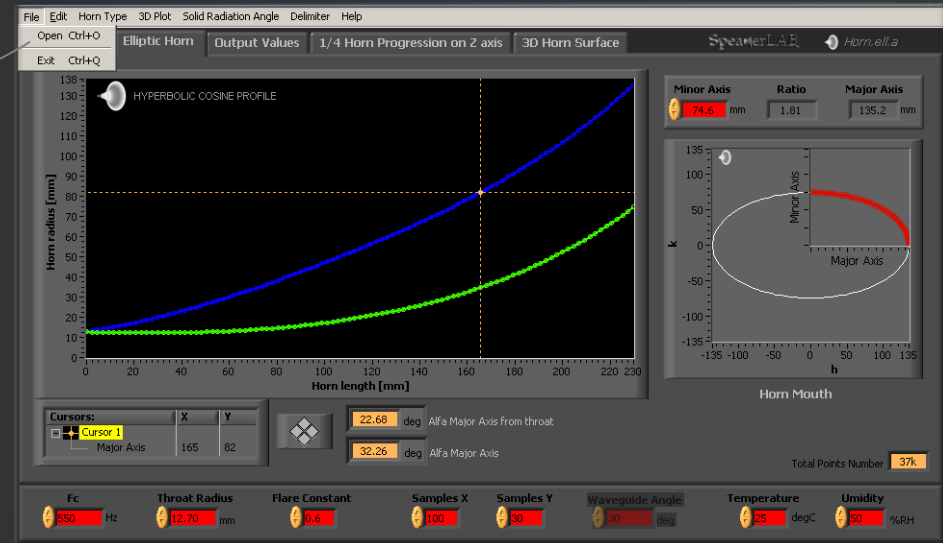 File Edit Horn Type 3D Plot Solid Radiation Angle Delimiter Help
Open Ctrl+O
Exit Ctrl+Q
Elliptic Horn Output Values 1/4 Horn Progression on Z axis 3D Horn Surface
SpeakerLAB Horn.ell.a
HYPERBOLIC COSINE PROFILE
138
130
120
110
100
90
80
70
60
50
40
30
20
10
0
Horn radius [mm]
0 20 40 60 80 100 120 140 160 180 200 220 230
Horn length [mm]
Minor Axis Ratio Major Axis
74.6 mm 1.81 135.2 mm
135
100
50
0
-50
-100
-135
k
Minor Axis
Major Axis
-135 -100 -50 0 50 100 135
h
Horn Mouth
Cursors: X Y
Cursor 1
Major Axis 165 82
22.68 deg Alfa Major Axis from throat
32.26 deg Alfa Major Axis
Total Points Number 37k
Fc Throat Radius Flare Constant Samples X Samples Y Waveguide Angle Temperature Umidity
550 Hz 12.70 mm 0.6 100 30 30 deg 25 degC 50 %RH